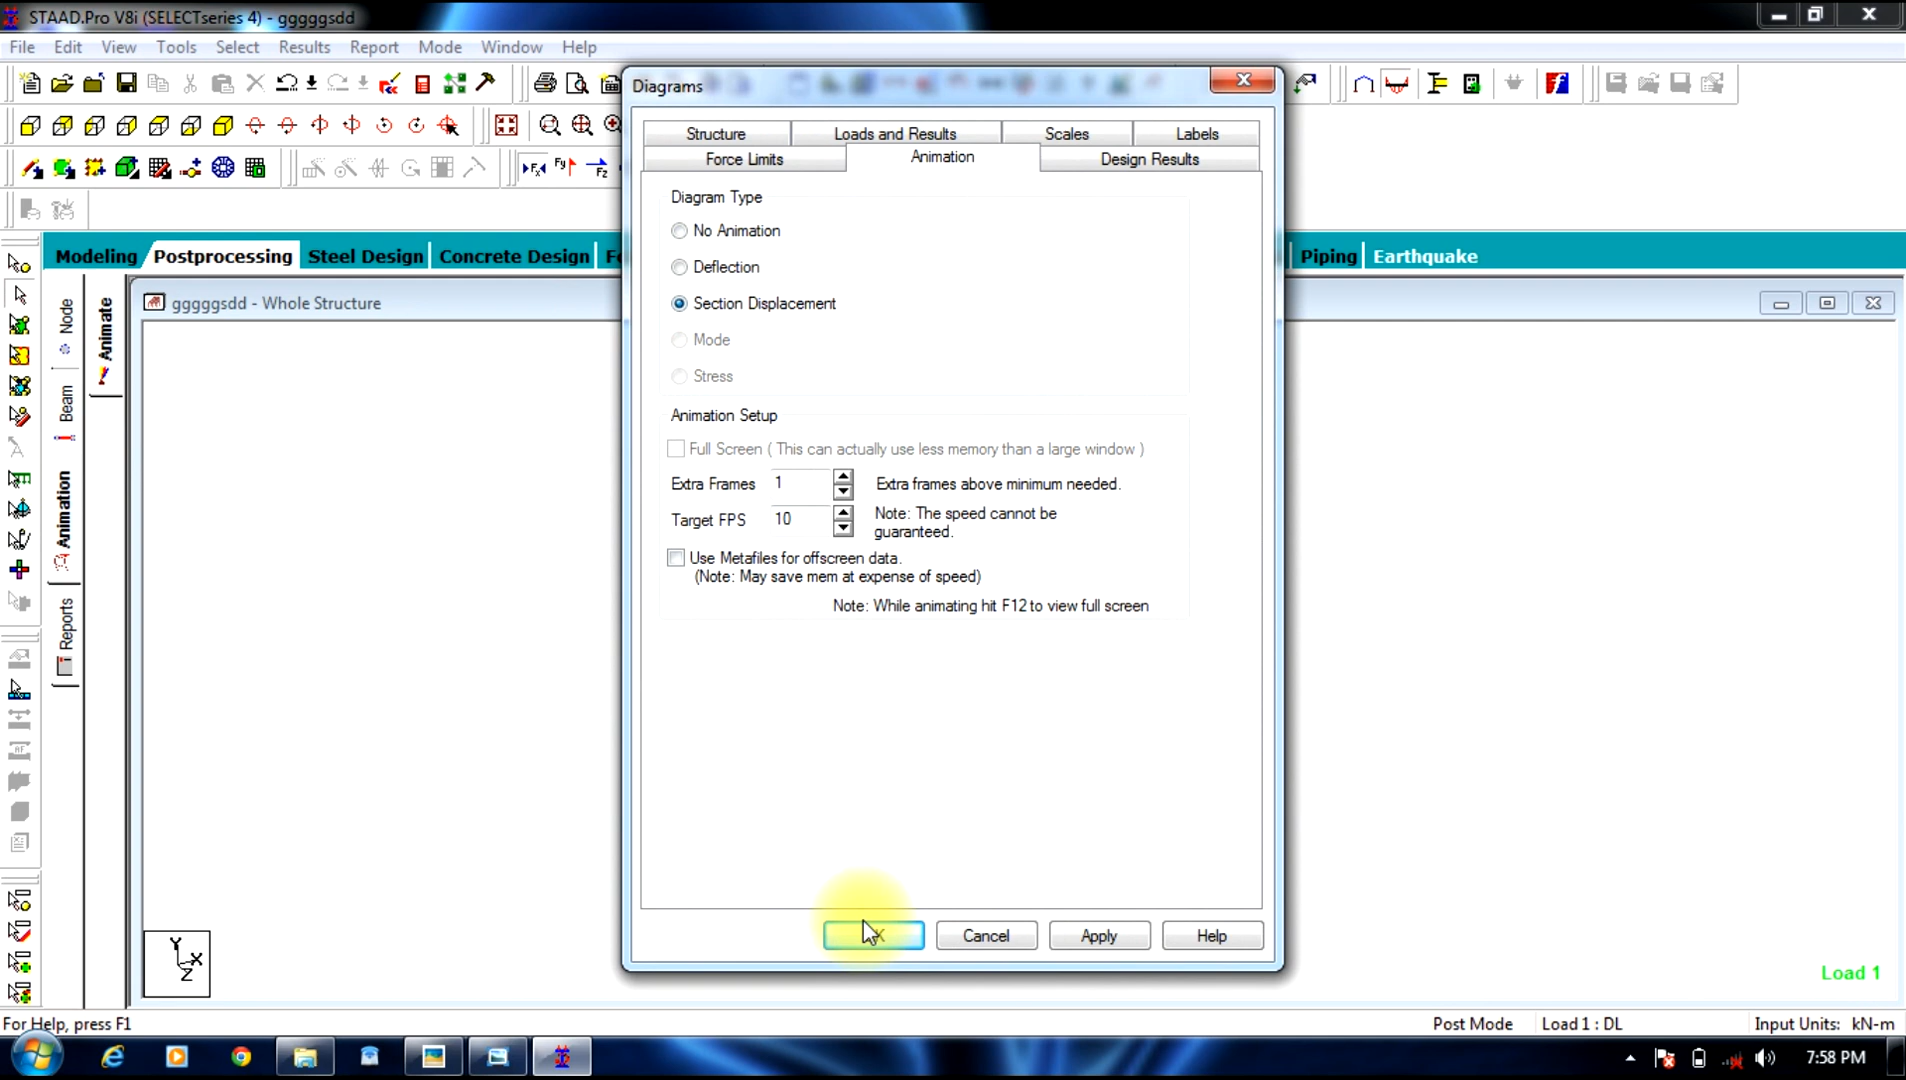 STAAD.Pro V8i (SELECTseries 4) - gggggsdd
File Edit View Tools Select Results Report Mode Window Help
Diagrams
Structure Loads and Results Scales Labels
Force Limits Animation Design Results
Diagram Type
No Animation
Deflection
Section Displacement
Mode
Stress
Animation Setup
Full Screen ( This can actually use less memory than a large window )
Extra Frames 1 Extra frames above minimum needed.
Target FPS 10 Note: The speed cannot be
guaranteed.
Use Metafiles for offscreen data.
(Note: May save mem at expense of speed)
Note: While animating hit F12 to view full screen
Cancel Apply Help
Modeling Postprocessing Steel Design Concrete Design Piping Earthquake
gggggsdd - Whole Structure
Node
Beam
Animation
Reports
Animate
Y
X
Z
Load 1
For Help, press F1 Post Mode Load 1 : DL Input Units: kN-m
7:58 PM